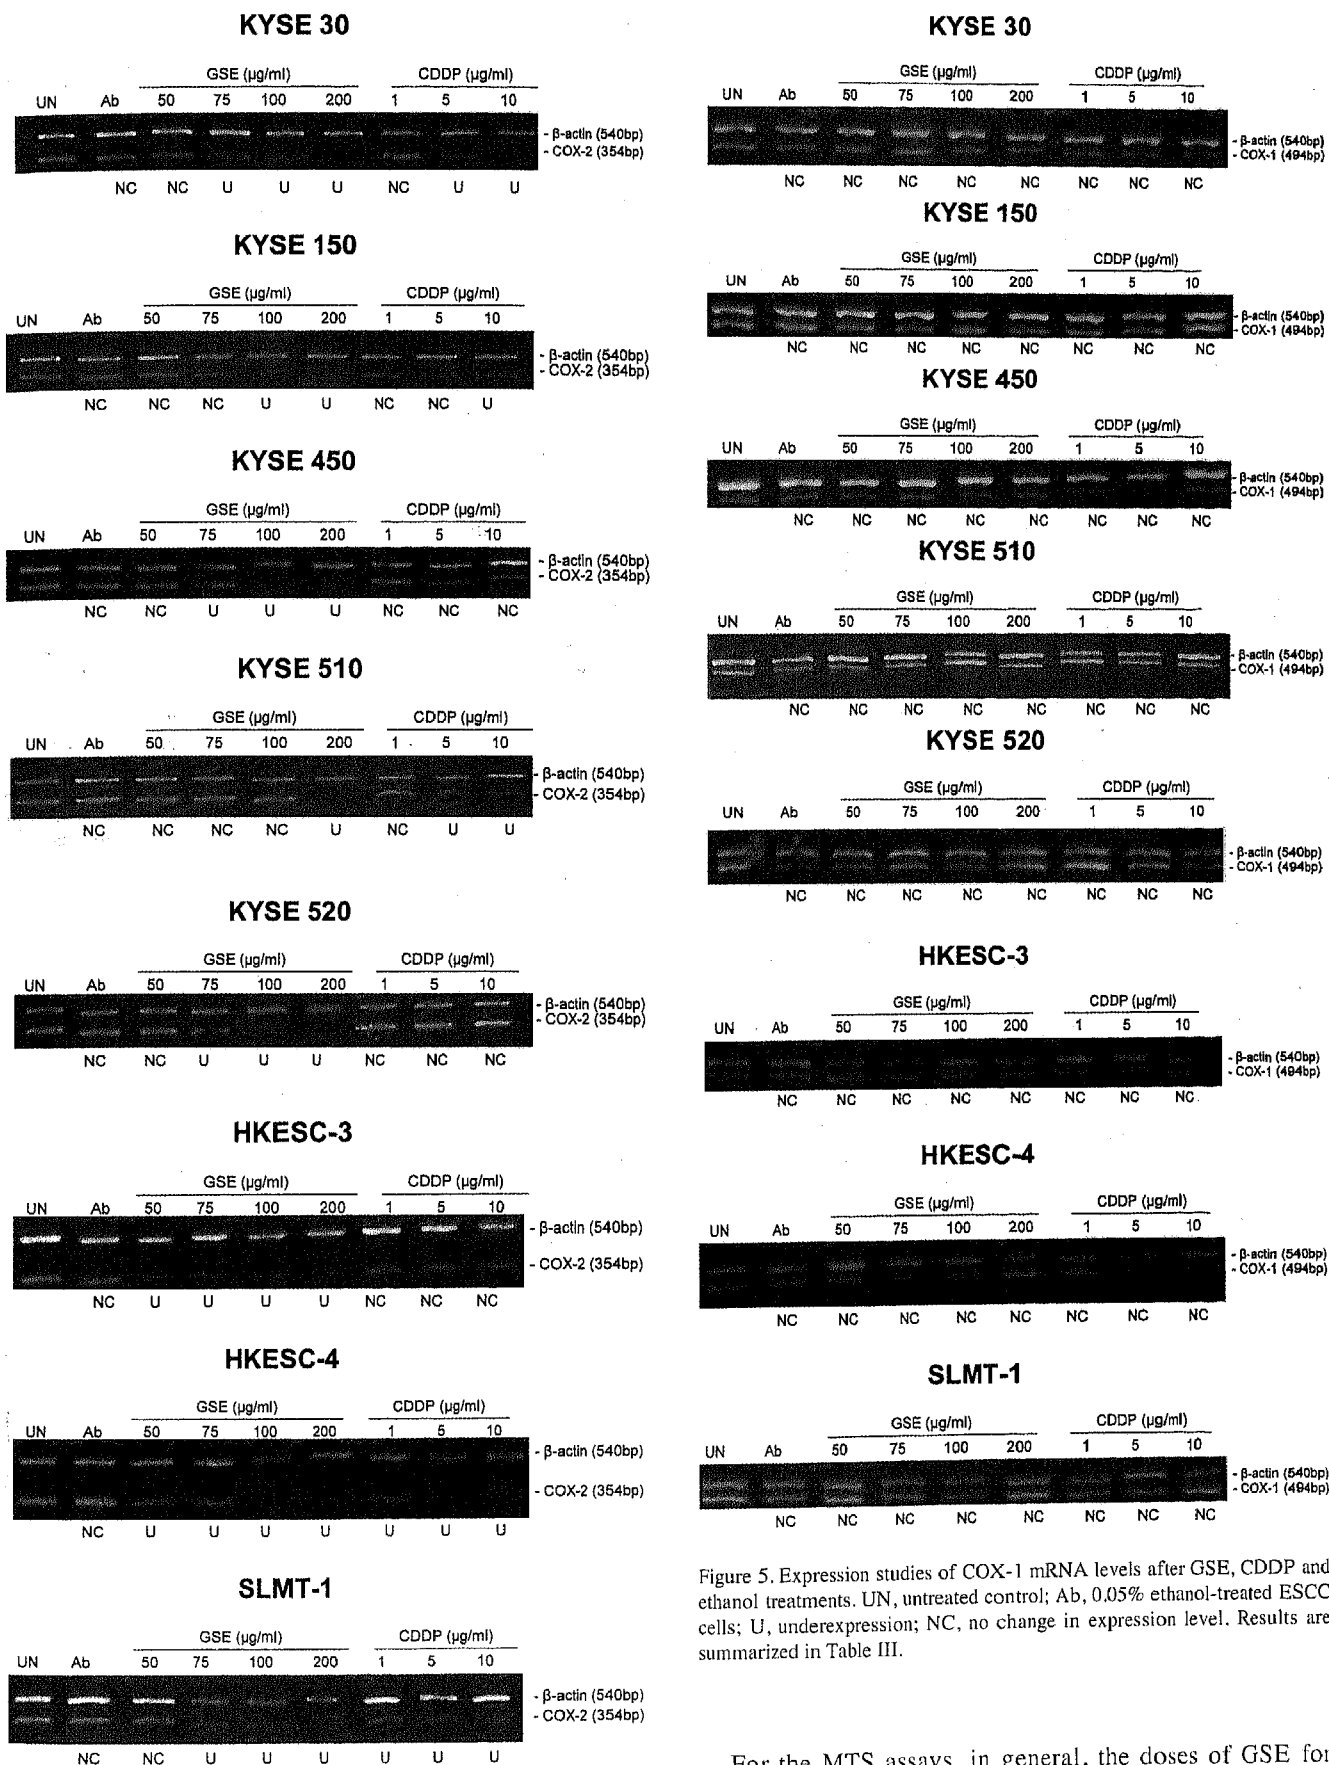 KYSE 30
GSE (µg/ml) CDDP (µg/ml)
UN Ab 50 75 100 200 1 5 10
- β-actin (540bp)
- COX-2 (354bp)
NC NC U U U NC U U
KYSE 150
GSE (µg/ml) CDDP (µg/ml)
UN Ab 50 75 100 200 1 5 10
- β-actin (540bp)
- COX-2 (354bp)
NC NC NC U U NC NC U
KYSE 450
GSE (µg/ml) CDDP (µg/ml)
UN Ab 50 75 100 200 1 5 10
- β-actin (540bp)
- COX-2 (354bp)
NC NC U U U NC NC NC
KYSE 510
GSE (µg/ml) CDDP (µg/ml)
UN Ab 50 75 100 200 1 5 10
- β-actin (540bp)
- COX-2 (354bp)
NC NC NC NC U NC U U
KYSE 520
GSE (µg/ml) CDDP (µg/ml)
UN Ab 50 75 100 200 1 5 10
- β-actin (540bp)
- COX-2 (354bp)
NC NC U U U NC NC NC
HKESC-3
GSE (µg/ml) CDDP (µg/ml)
UN Ab 50 75 100 200 1 5 10
- β-actin (540bp)
- COX-2 (354bp)
NC U U U U NC NC NC
HKESC-4
GSE (µg/ml) CDDP (µg/ml)
UN Ab 50 75 100 200 1 5 10
- β-actin (540bp)
- COX-2 (354bp)
NC U U U U U U U
SLMT-1
GSE (µg/ml) CDDP (µg/ml)
UN Ab 50 75 100 200 1 5 10
- β-actin (540bp)
- COX-2 (354bp)
NC NC U U U U U U
KYSE 30
GSE (µg/ml) CDDP (µg/ml)
UN Ab 50 75 100 200 1 5 10
- β-actin (540bp)
- COX-1 (494bp)
NC NC NC NC NC NC NC NC
KYSE 150
GSE (µg/ml) CDDP (µg/ml)
UN Ab 50 75 100 200 1 5 10
- β-actin (540bp)
- COX-1 (494bp)
NC NC NC NC NC NC NC NC
KYSE 450
GSE (µg/ml) CDDP (µg/ml)
UN Ab 50 75 100 200 1 5 10
- β-actin (540bp)
- COX-1 (494bp)
NC NC NC NC NC NC NC NC
KYSE 510
GSE (µg/ml) CDDP (µg/ml)
UN Ab 50 75 100 200 1 5 10
- β-actin (540bp)
- COX-1 (494bp)
NC NC NC NC NC NC NC NC
KYSE 520
GSE (µg/ml) CDDP (µg/ml)
UN Ab 50 75 100 200 1 5 10
- β-actin (540bp)
- COX-1 (494bp)
NC NC NC NC NC NC NC NC
HKESC-3
GSE (µg/ml) CDDP (µg/ml)
UN Ab 50 75 100 200 1 5 10
- β-actin (540bp)
- COX-1 (494bp)
NC NC NC NC NC NC NC NC
HKESC-4
GSE (µg/ml) CDDP (µg/ml)
UN Ab 50 75 100 200 1 5 10
- β-actin (540bp)
- COX-1 (494bp)
NC NC NC NC NC NC NC NC
SLMT-1
GSE (µg/ml) CDDP (µg/ml)
UN Ab 50 75 100 200 1 5 10
- β-actin (540bp)
- COX-1 (494bp)
NC NC NC NC NC NC NC NC
Figure 5. Expression studies of COX-1 mRNA levels after GSE, CDDP and
ethanol treatments. UN, untreated control; Ab, 0.05% ethanol-treated ESCC
cells; U, underexpression; NC, no change in expression level. Results are
summarized in Table III.
For the MTS assays, in general, the doses of GSE for